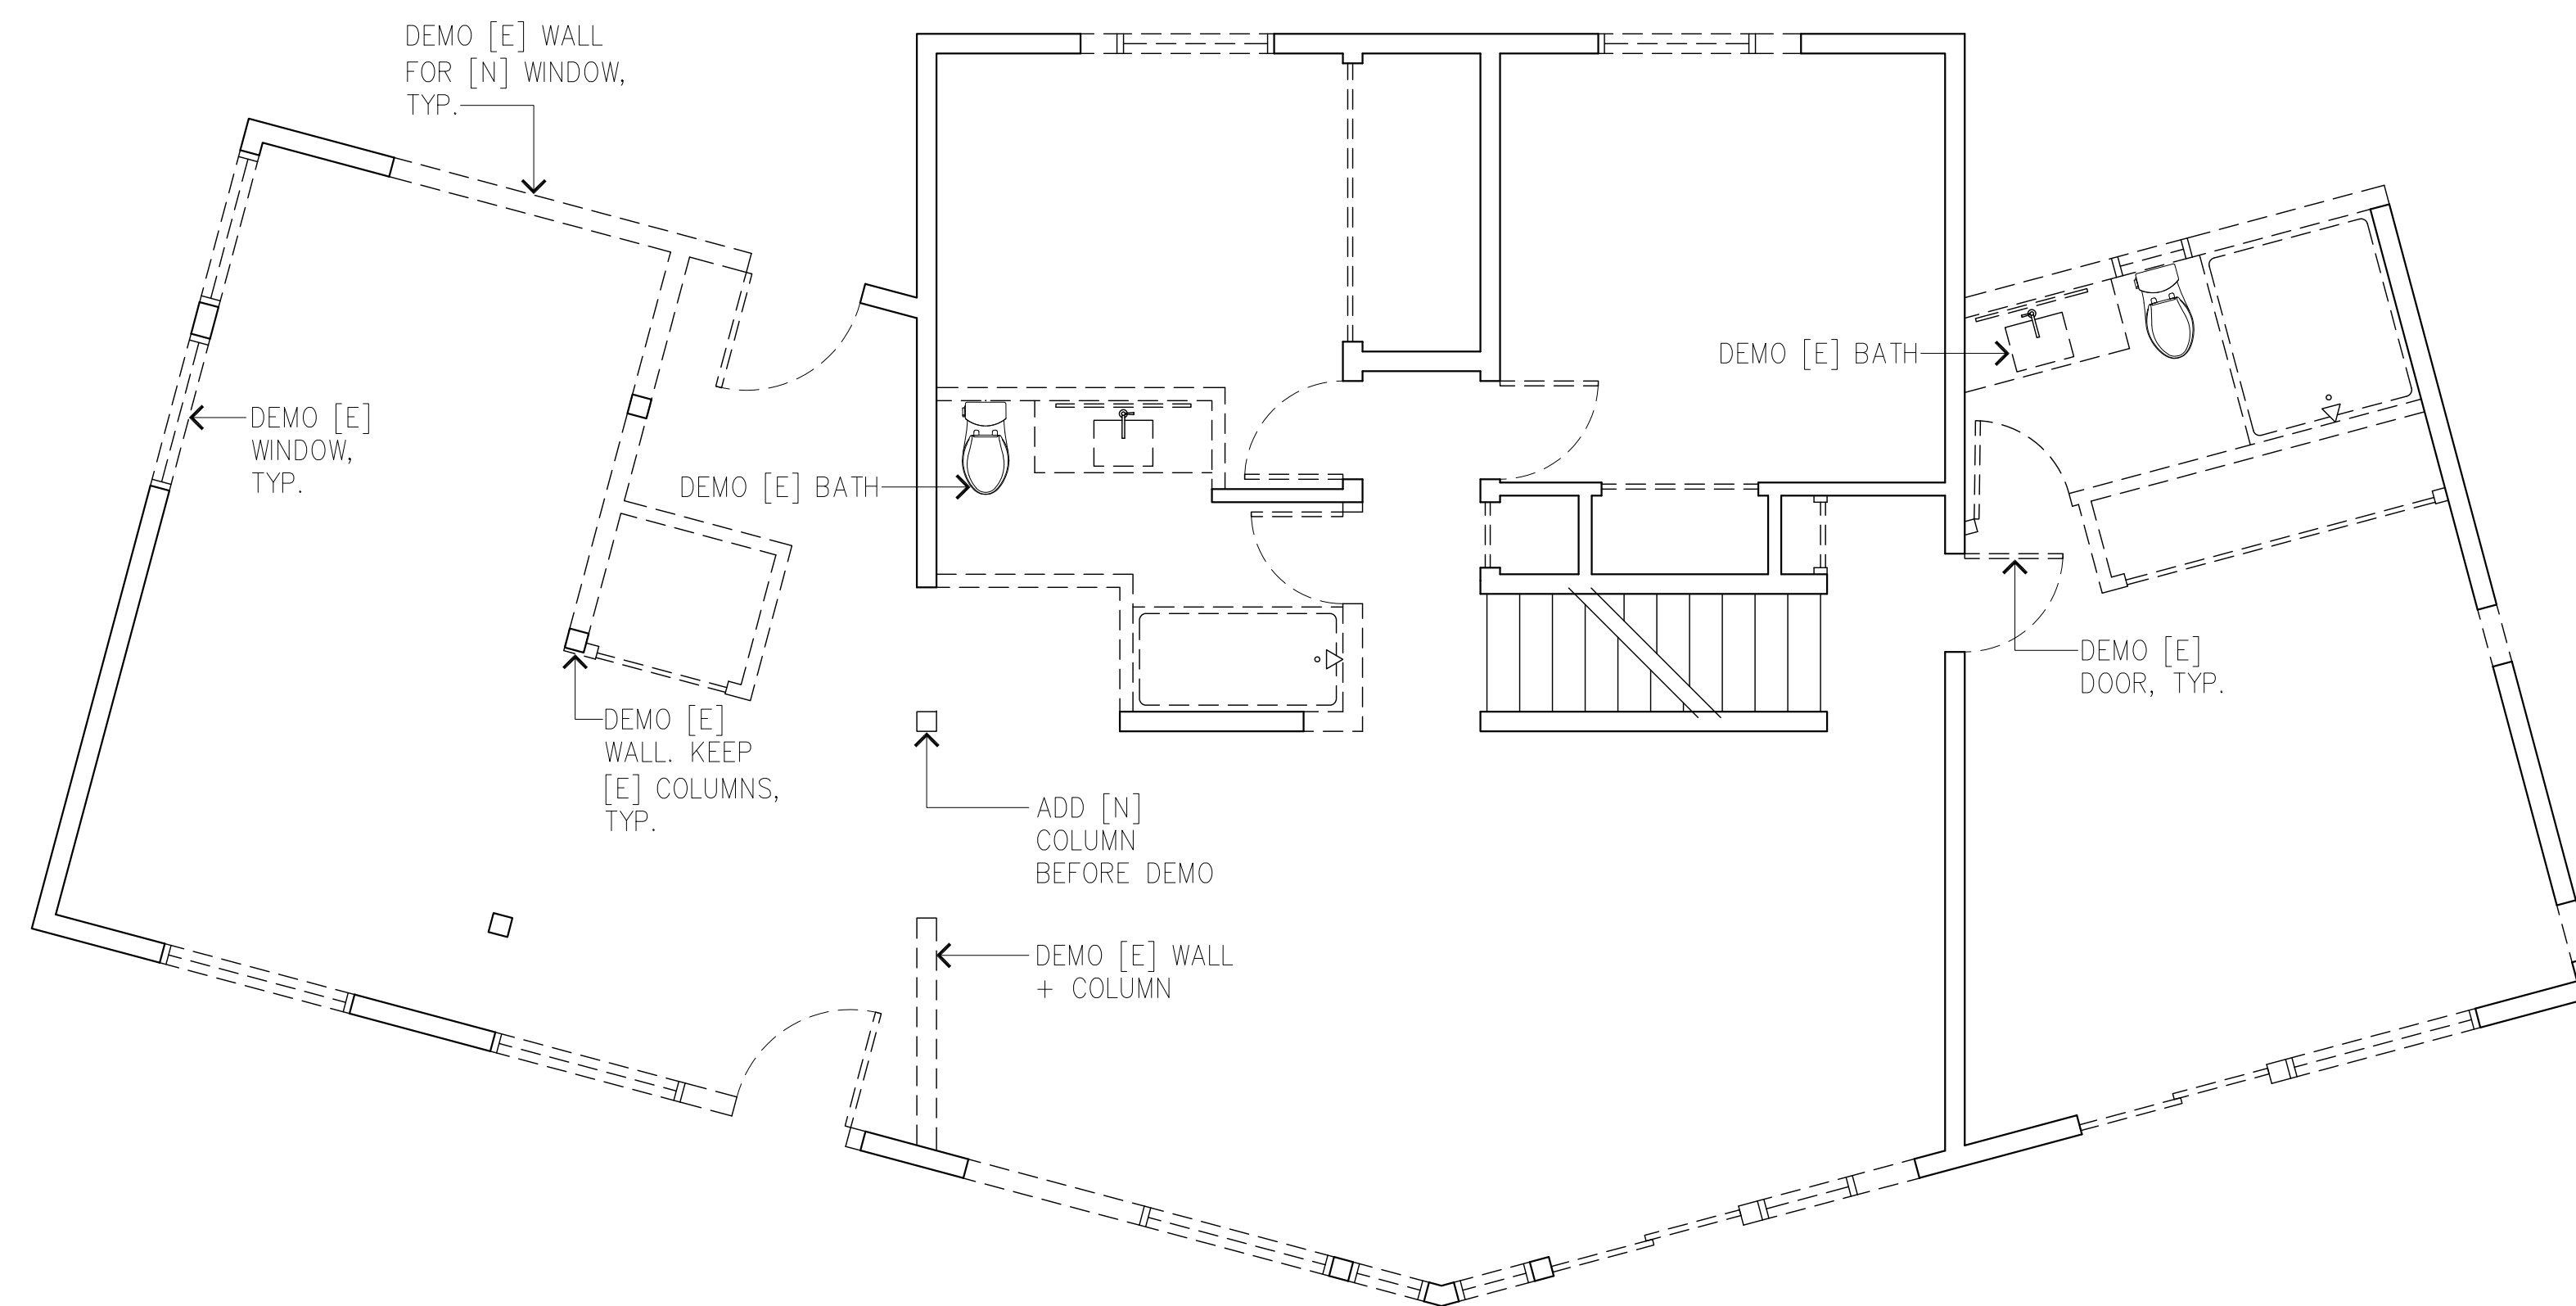 DEMO [E] WALL
FOR [N] WINDOW,
TYP.
DEMO [E] BATH
DEMO [E]
WINDOW,
TYP.
DEMO [E] BATH
DEMO [E]
DOOR, TYP.
DEMO [E]
WALL. KEEP
[E] COLUMNS,
TYP.
ADD [N]
COLUMN
BEFORE DEMO
DEMO [E] WALL
+ COLUMN